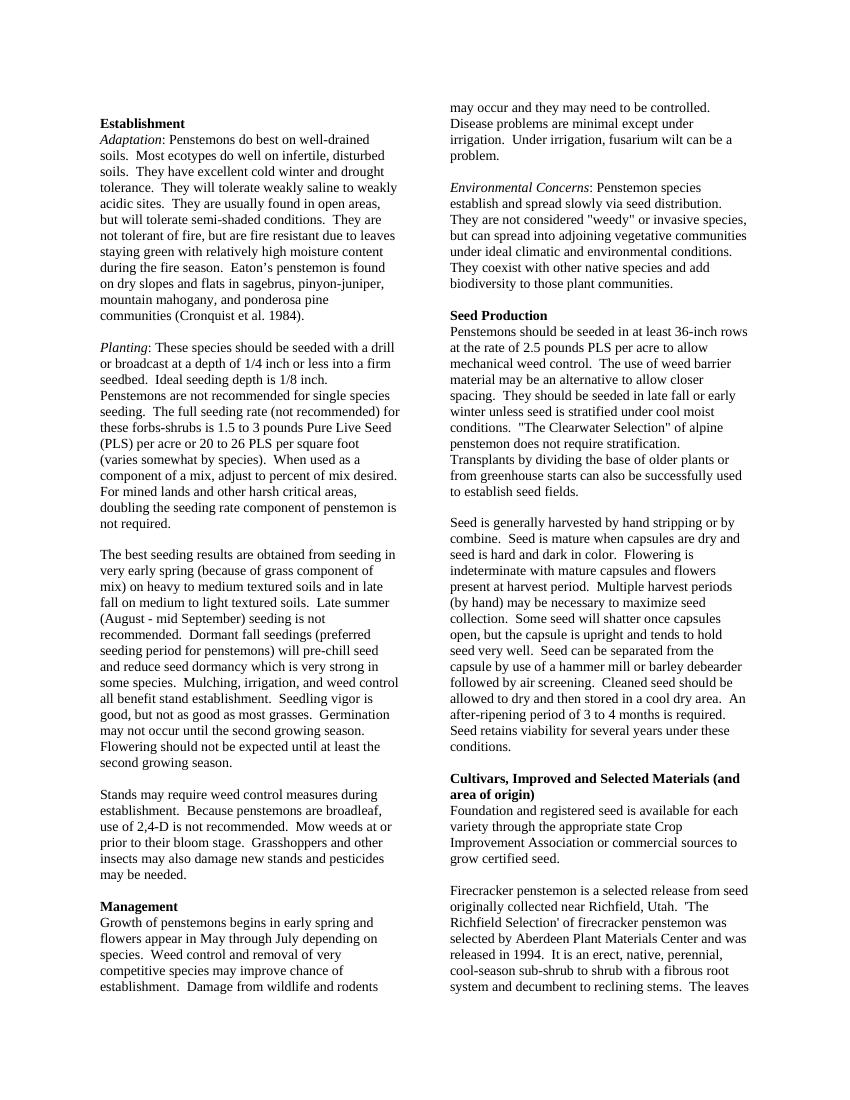 Establishment
Adaptation: Penstemons do best on well-drained
soils.  Most ecotypes do well on infertile, disturbed
soils.  They have excellent cold winter and drought
tolerance.  They will tolerate weakly saline to weakly
acidic sites.  They are usually found in open areas,
but will tolerate semi-shaded conditions.  They are
not tolerant of fire, but are fire resistant due to leaves
staying green with relatively high moisture content
during the fire season.  Eaton’s penstemon is found
on dry slopes and flats in sagebrus, pinyon-juniper,
mountain mahogany, and ponderosa pine
communities (Cronquist et al. 1984).

Planting: These species should be seeded with a drill
or broadcast at a depth of 1/4 inch or less into a firm
seedbed.  Ideal seeding depth is 1/8 inch.
Penstemons are not recommended for single species
seeding.  The full seeding rate (not recommended) for
these forbs-shrubs is 1.5 to 3 pounds Pure Live Seed
(PLS) per acre or 20 to 26 PLS per square foot
(varies somewhat by species).  When used as a
component of a mix, adjust to percent of mix desired.
For mined lands and other harsh critical areas,
doubling the seeding rate component of penstemon is
not required.

The best seeding results are obtained from seeding in
very early spring (because of grass component of
mix) on heavy to medium textured soils and in late
fall on medium to light textured soils.  Late summer
(August - mid September) seeding is not
recommended.  Dormant fall seedings (preferred
seeding period for penstemons) will pre-chill seed
and reduce seed dormancy which is very strong in
some species.  Mulching, irrigation, and weed control
all benefit stand establishment.  Seedling vigor is
good, but not as good as most grasses.  Germination
may not occur until the second growing season.
Flowering should not be expected until at least the
second growing season.

Stands may require weed control measures during
establishment.  Because penstemons are broadleaf,
use of 2,4-D is not recommended.  Mow weeds at or
prior to their bloom stage.  Grasshoppers and other
insects may also damage new stands and pesticides
may be needed.

Management
Growth of penstemons begins in early spring and
flowers appear in May through July depending on
species.  Weed control and removal of very
competitive species may improve chance of
establishment.  Damage from wildlife and rodents
may occur and they may need to be controlled.
Disease problems are minimal except under
irrigation.  Under irrigation, fusarium wilt can be a
problem.

Environmental Concerns: Penstemon species
establish and spread slowly via seed distribution.
They are not considered "weedy" or invasive species,
but can spread into adjoining vegetative communities
under ideal climatic and environmental conditions.
They coexist with other native species and add
biodiversity to those plant communities.

Seed Production
Penstemons should be seeded in at least 36-inch rows
at the rate of 2.5 pounds PLS per acre to allow
mechanical weed control.  The use of weed barrier
material may be an alternative to allow closer
spacing.  They should be seeded in late fall or early
winter unless seed is stratified under cool moist
conditions.  "The Clearwater Selection" of alpine
penstemon does not require stratification.
Transplants by dividing the base of older plants or
from greenhouse starts can also be successfully used
to establish seed fields.

Seed is generally harvested by hand stripping or by
combine.  Seed is mature when capsules are dry and
seed is hard and dark in color.  Flowering is
indeterminate with mature capsules and flowers
present at harvest period.  Multiple harvest periods
(by hand) may be necessary to maximize seed
collection.  Some seed will shatter once capsules
open, but the capsule is upright and tends to hold
seed very well.  Seed can be separated from the
capsule by use of a hammer mill or barley debearder
followed by air screening.  Cleaned seed should be
allowed to dry and then stored in a cool dry area.  An
after-ripening period of 3 to 4 months is required.
Seed retains viability for several years under these
conditions.

Cultivars, Improved and Selected Materials (and
area of origin)
Foundation and registered seed is available for each
variety through the appropriate state Crop
Improvement Association or commercial sources to
grow certified seed.

Firecracker penstemon is a selected release from seed
originally collected near Richfield, Utah.  'The
Richfield Selection' of firecracker penstemon was
selected by Aberdeen Plant Materials Center and was
released in 1994.  It is an erect, native, perennial,
cool-season sub-shrub to shrub with a fibrous root
system and decumbent to reclining stems.  The leaves